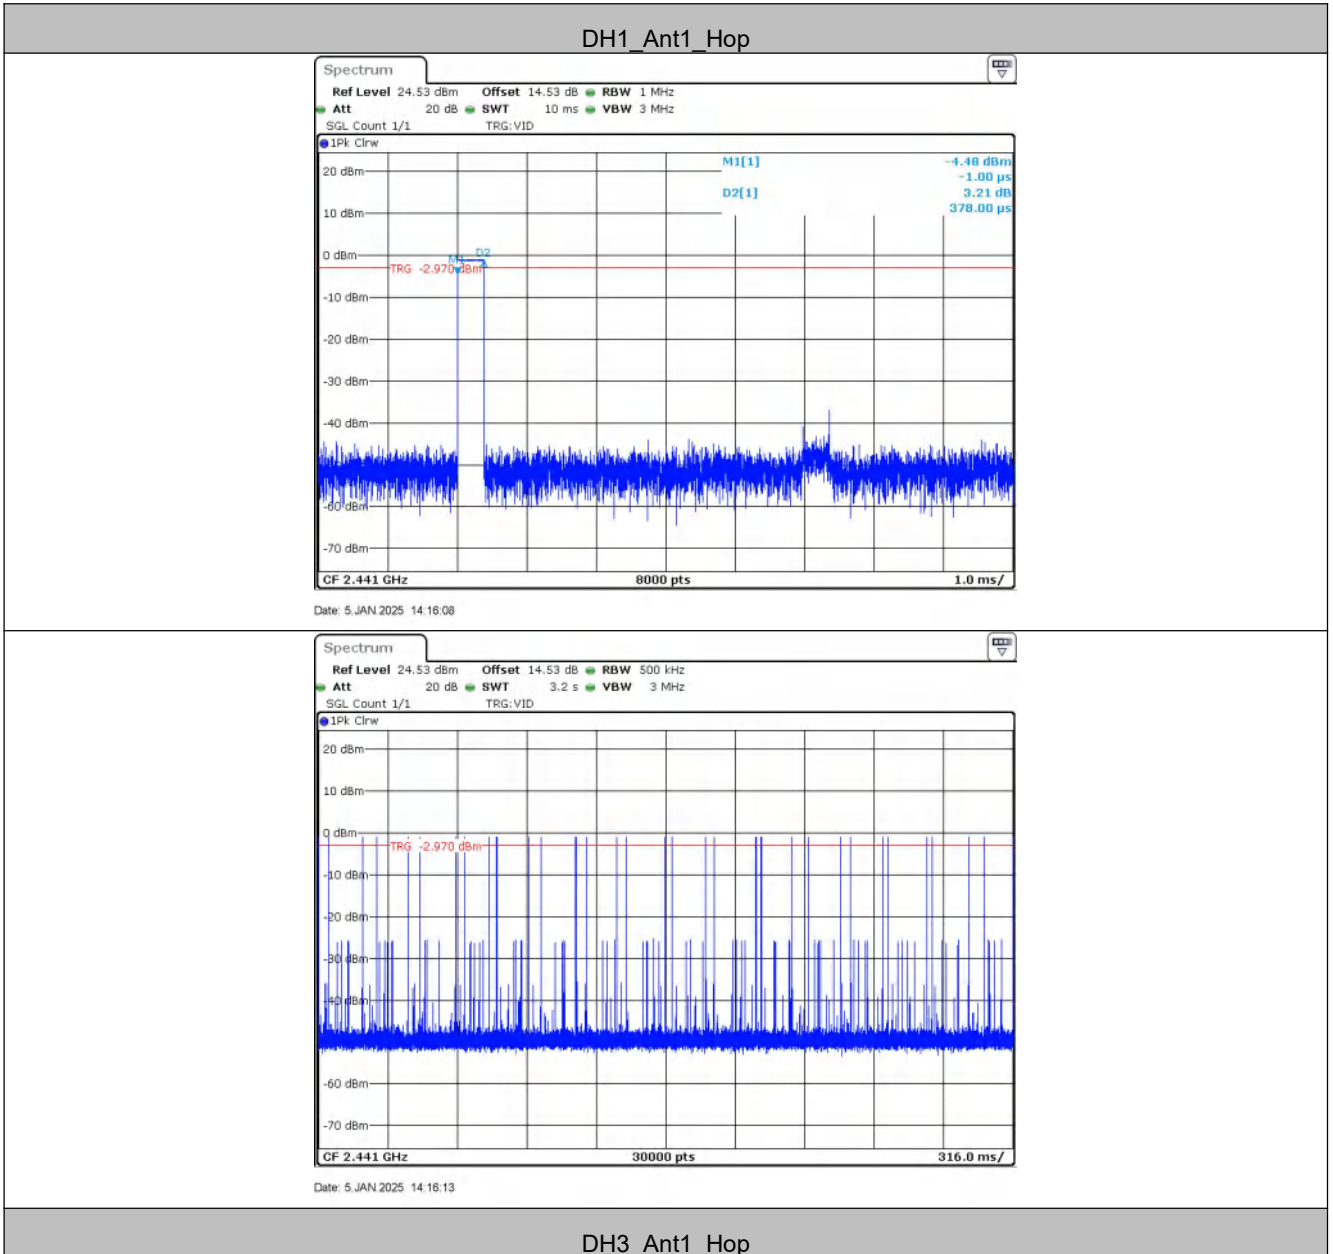 DH1_Ant1_Hop
Spectrum
Ref Level 24.53 dBm Offset 14.53 dB RBW 1 MHz
Att 20 dB SWT 10 ms VBW 3 MHz
SGL Count 1/1 TRG:VID
1Pk Clrw
M1[1] -4.48 dBm
-1.00 µs
D2[1] 3.21 dB
378.00 µs
20 dBm
10 dBm
0 dBm
M1 D2
TRG -2.970 dBm
-10 dBm
-20 dBm
-30 dBm
-40 dBm
-60 dBm
-70 dBm
CF 2.441 GHz 8000 pts 1.0 ms/
Date: 5.JAN.2025 14:16:08
Spectrum
Ref Level 24.53 dBm Offset 14.53 dB RBW 500 kHz
Att 20 dB SWT 3.2 s VBW 3 MHz
SGL Count 1/1 TRG:VID
1Pk Clrw
20 dBm
10 dBm
0 dBm
TRG -2.970 dBm
-10 dBm
-20 dBm
-30 dBm
-40 dBm
-60 dBm
-70 dBm
CF 2.441 GHz 30000 pts 316.0 ms/
Date: 5.JAN.2025 14:16:13
DH3_Ant1_Hop